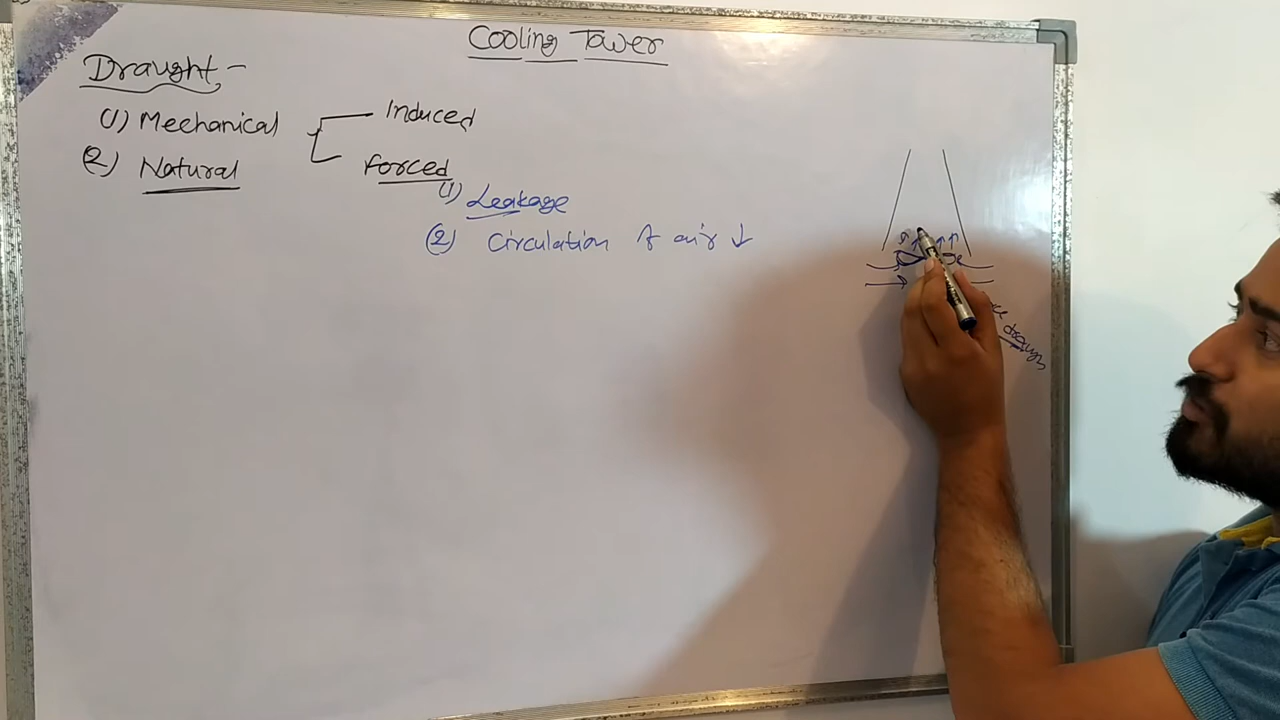 Cooling Tower
Draught -
(1) Mechanical
Induced
(2) Natural
Forced
(1) Leakage
(2) Circulation of air ↓